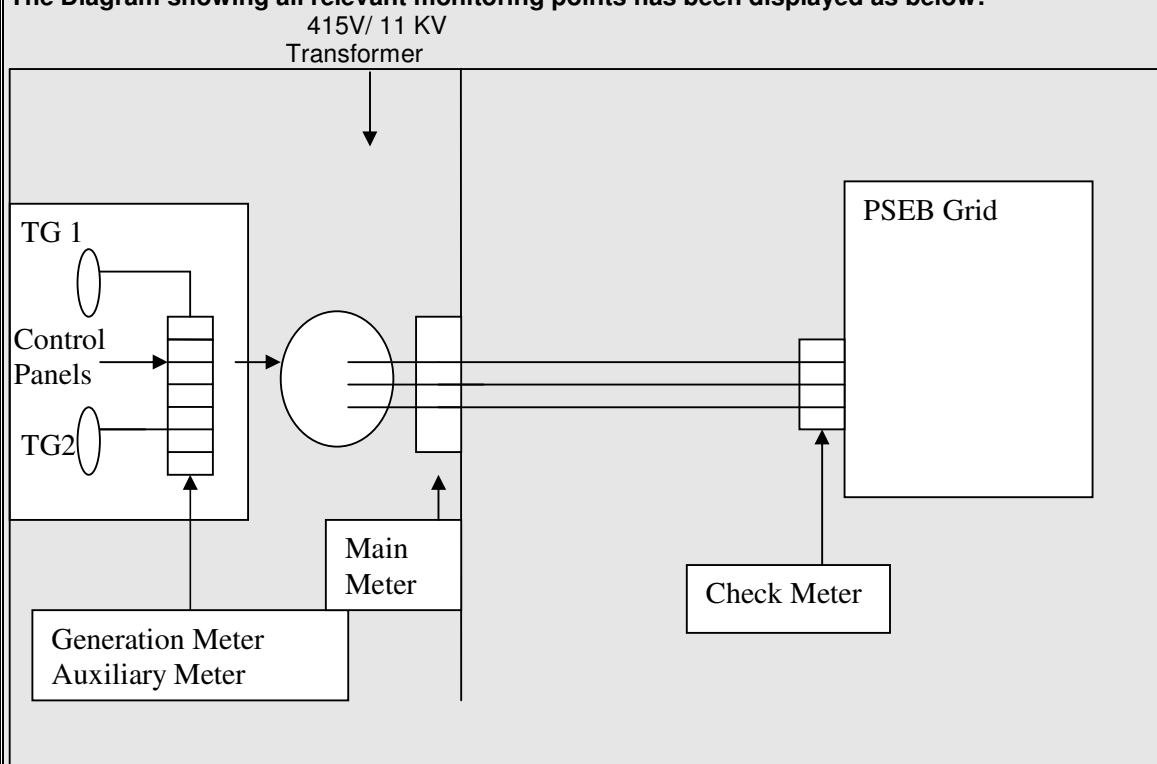 The Diagram showing all relevant monitoring points has been displayed as below:
415V/ 11 KV
Transformer
PSEB Grid
TG 1
Control
Panels
TG2
Main
Meter
Check Meter
Generation Meter
Auxiliary Meter